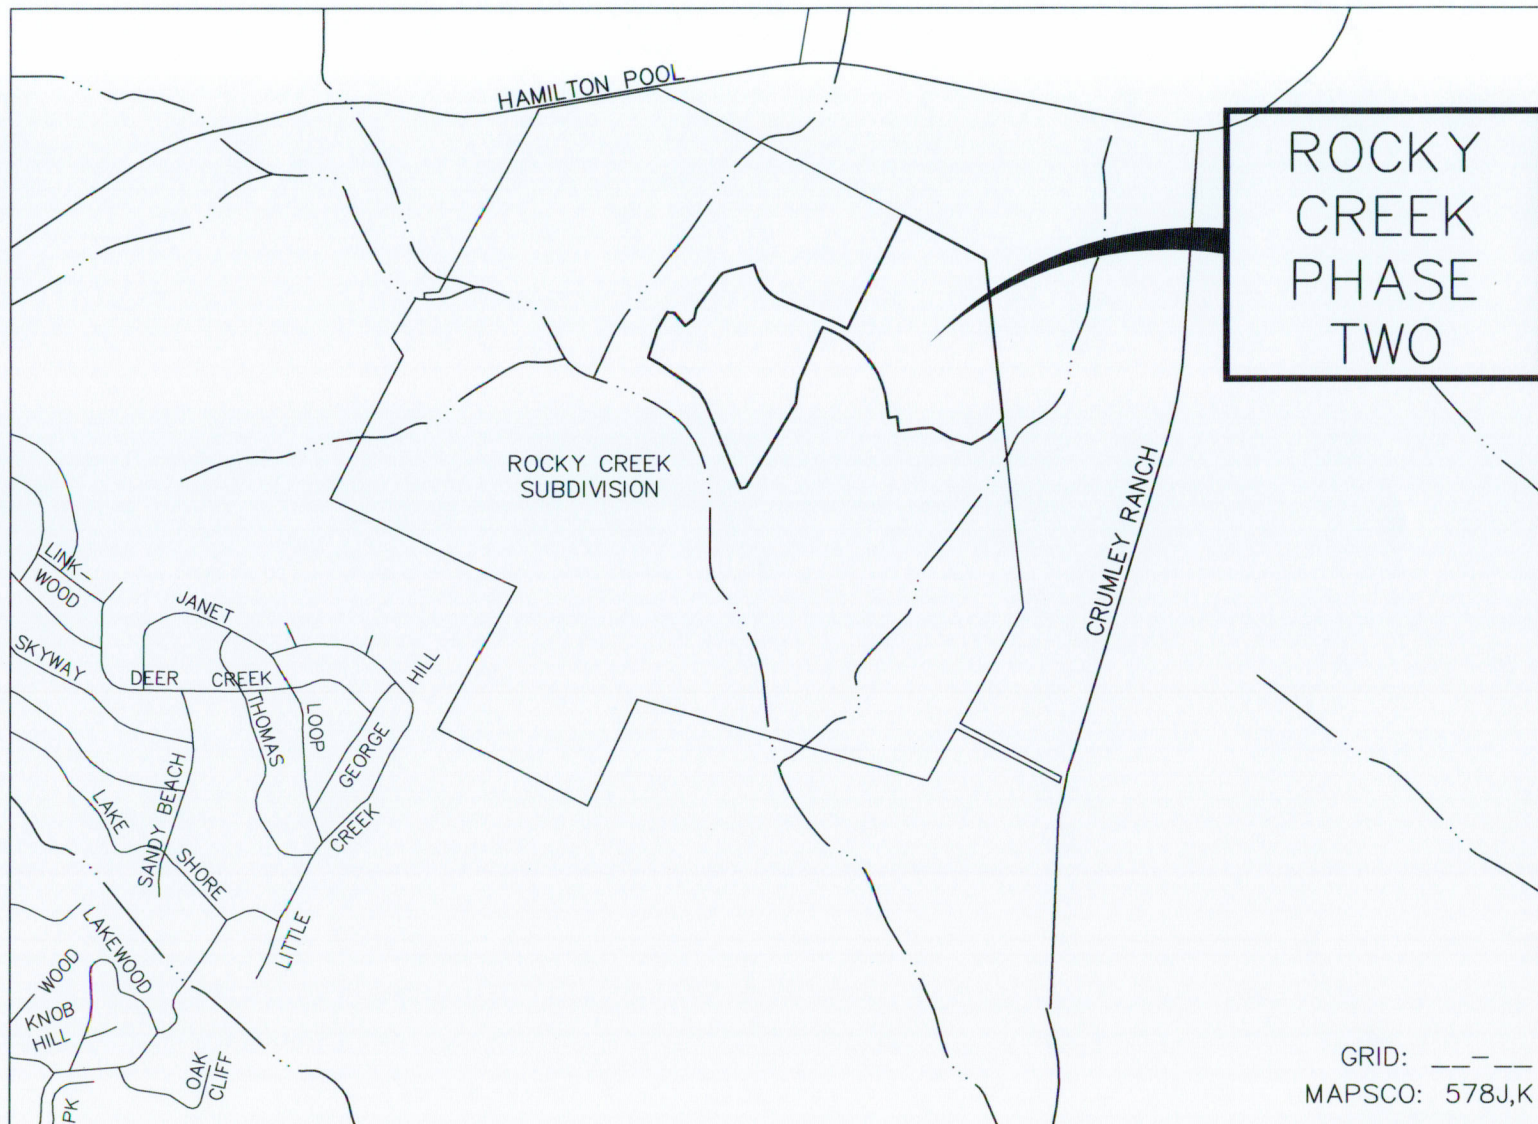 HAMILTON POOL
ROCKY
CREEK
PHASE
TWO
ROCKY CREEK
SUBDIVISION
CRUMLEY RANCH
LINK-
WOOD
JANET
SKYWAY
DEER CREEK
HILL
THOMAS
LOOP
GEORGE
SANDY BEACH
LAKE
SHORE
CREEK
LITTLE
LAKEWOOD
WOOD
KNOB
HILL
OAK
CLIFF
PK
GRID: __ – __
MAPSCO: 578J,K